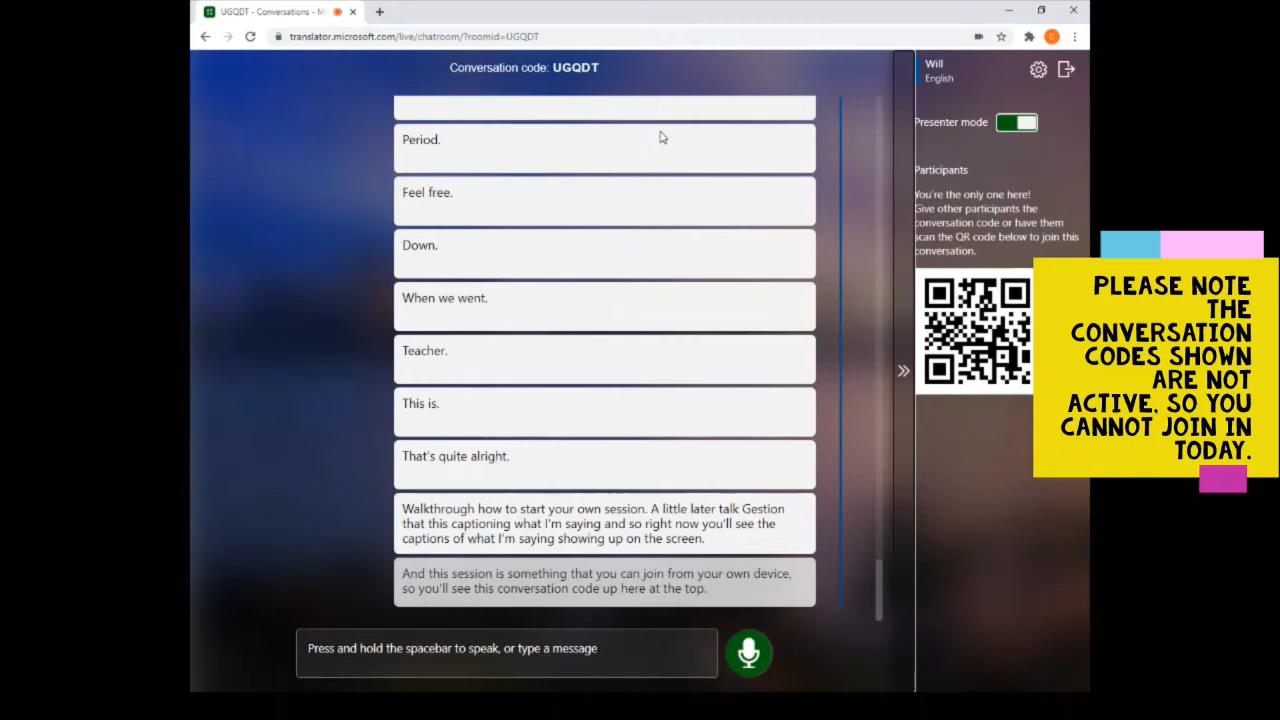 UGQDT - Conversations - M
translator.microsoft.com/live/chatroom/?roomid=UGQDT
C
Conversation code: UGQDT
Period.
Feel free.
Down.
When we went.
Teacher.
This is.
That's quite alright.
Walkthrough how to start your own session. A little later talk Gestion
that this captioning what I'm saying and so right now you'll see the
captions of what I'm saying showing up on the screen.
And this session is something that you can join from your own device,
so you'll see this conversation code up here at the top.
Press and hold the spacebar to speak, or type a message
Will
English
Presenter mode
Participants
You're the only one here!
Give other participants the
conversation code or have them
scan the QR code below to join this
conversation.
PLEASE NOTE
THE
CONVERSATION
CODES SHOWN
ARE NOT
ACTIVE, SO YOU
CANNOT JOIN IN
TODAY.